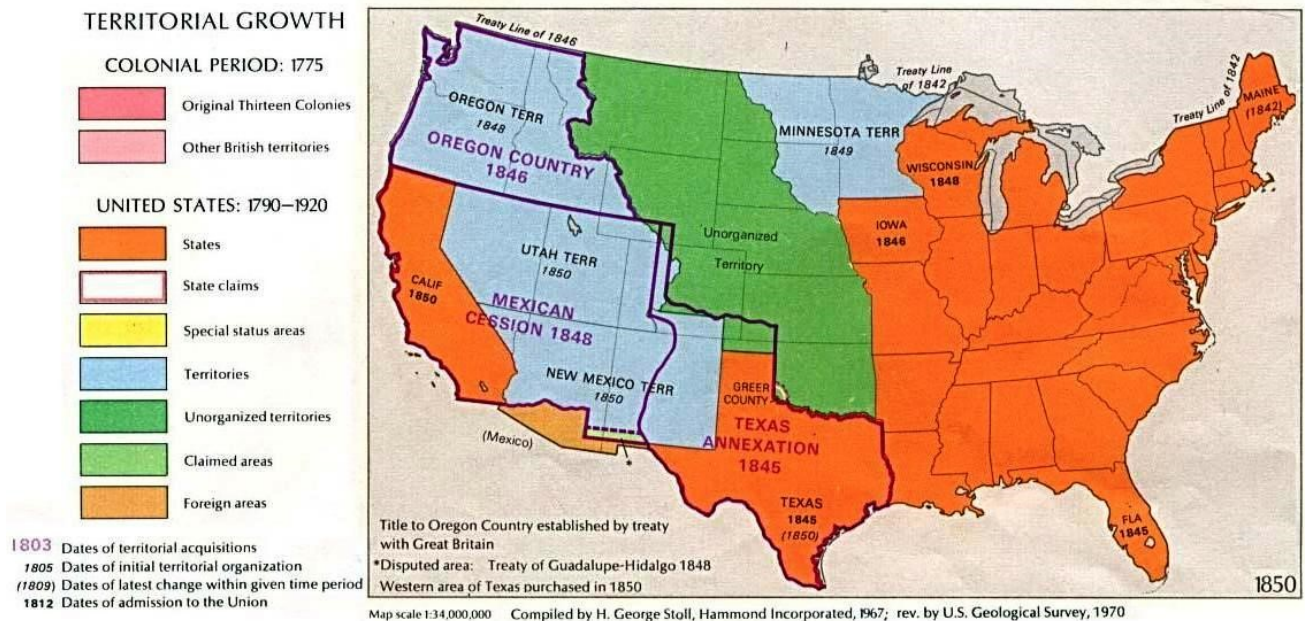 TERRITORIAL GROWTH
COLONIAL PERIOD: 1775
Original Thirteen Colonies
Other British territories
UNITED STATES: 1790–1920
States
State claims
Special status areas
Territories
Unorganized territories
Claimed areas
Foreign areas
1803 Dates of territorial acquisitions
1805 Dates of initial territorial organization
(1809) Dates of latest change within given time period
1812 Dates of admission to the Union
Treaty Line of 1846
OREGON TERR
1848
OREGON COUNTRY
1846
Unorganized
Territory
MINNESOTA TERR
1849
Treaty Line
of 1842
WISCONSIN
1848
IOWA
1846
Treaty Line of 1842
MAINE
(1842)
CALIF
1850
UTAH TERR
1850
MEXICAN
CESSION 1848
NEW MEXICO TERR
1850
(Mexico)
*
GREER
COUNTY
TEXAS
ANNEXATION
1845
TEXAS
1845
(1850)
FLA
1845
Title to Oregon Country established by treaty
with Great Britain
*Disputed area: Treaty of Guadalupe-Hidalgo 1848
Western area of Texas purchased in 1850
1850
Map scale 1:34,000,000 Compiled by H. George Stoll, Hammond Incorporated, 1967; rev. by U.S. Geological Survey, 1970